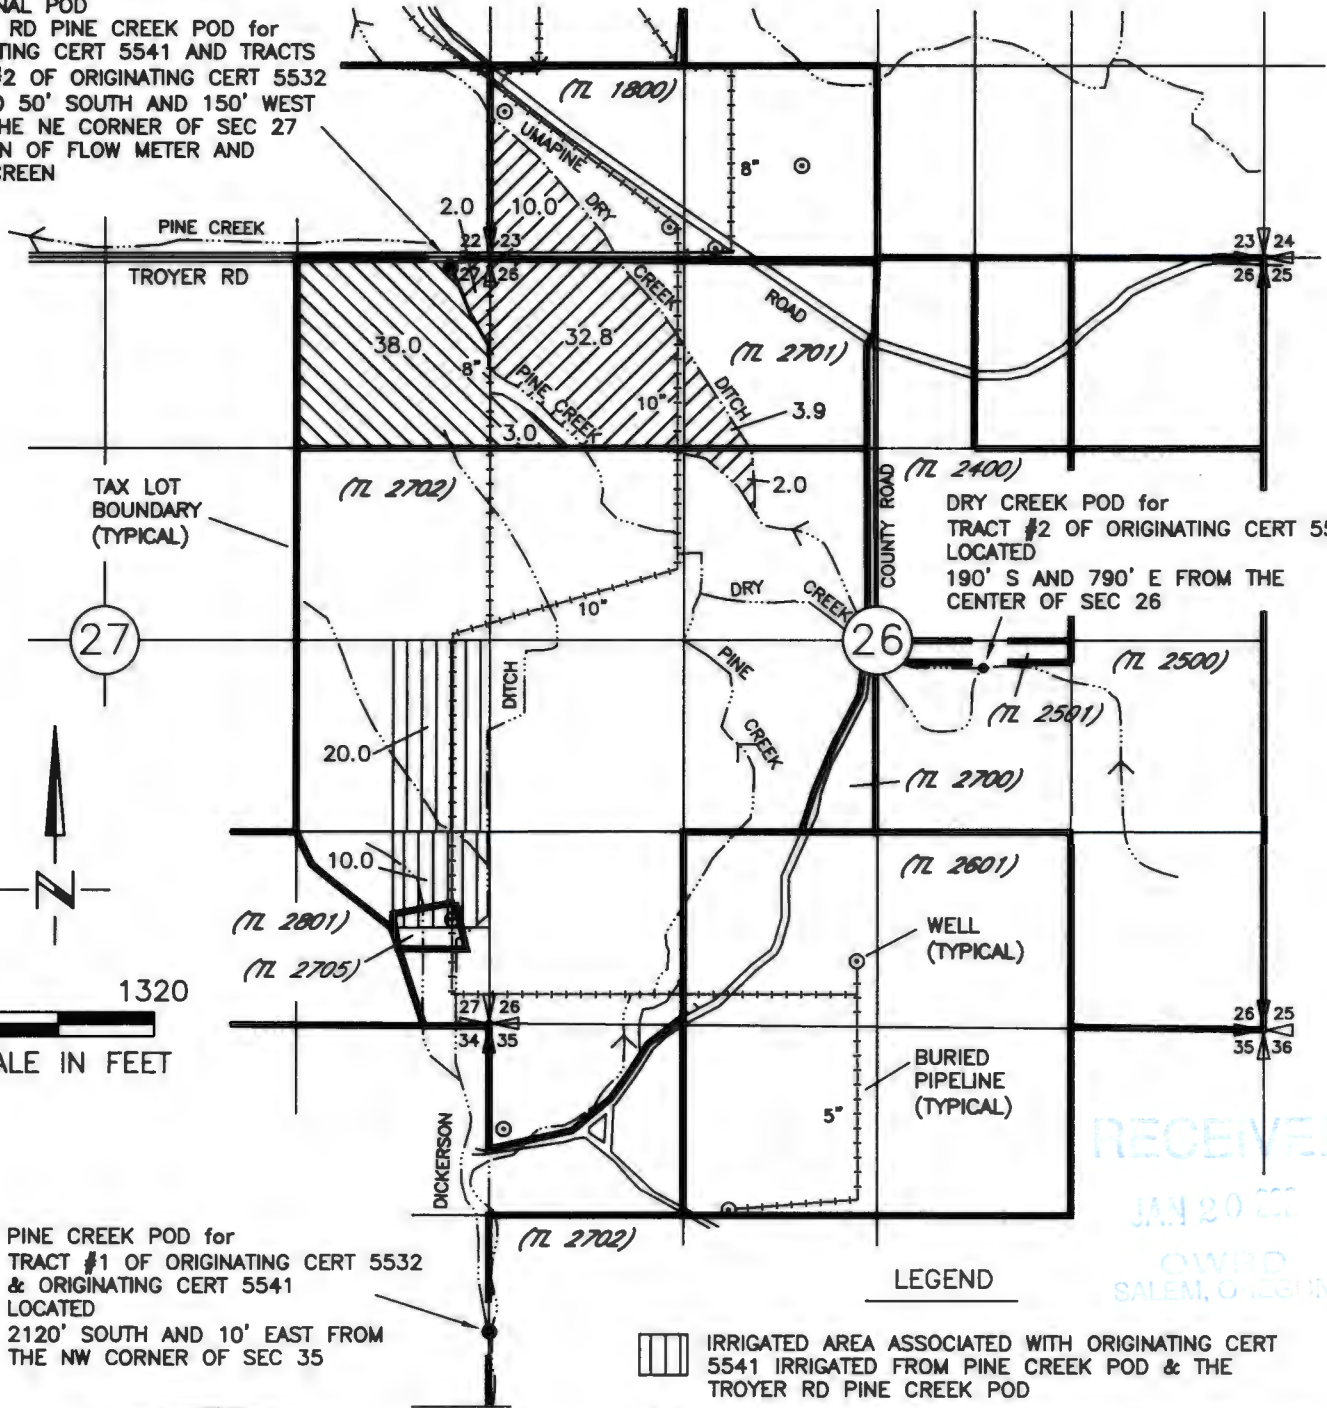 NAL POD
RD PINE CREEK POD for
TING CERT 5541 AND TRACTS
#2 OF ORIGINATING CERT 5532
50' SOUTH AND 150' WEST
HE NE CORNER OF SEC 27
N OF FLOW METER AND
CREEN
(TL 1800)
UMAPINE
8"
2.0
10.0
DRY
PINE CREEK
22
23
23
24
TROYER RD
27
26
26
25
CREEK
ROAD
38.0
32.8
(TL 2701)
8"
PINE CREEK
10"
DITCH
3.9
3.0
TAX LOT
BOUNDARY
(TYPICAL)
(TL 2702)
2.0
COUNTY ROAD
(TL 2400)
DRY CREEK POD for
TRACT #2 OF ORIGINATING CERT 55
LOCATED
190' S AND 790' E FROM THE
CENTER OF SEC 26
DRY
CREEK
10"
27
26
DITCH
PINE
CREEK
(TL 2500)
(TL 2501)
20.0
(TL 2700)
N
10.0
(TL 2601)
(TL 2801)
(TL 2705)
WELL
(TYPICAL)
1320
ALE IN FEET
27
26
34
35
26
25
35
36
BURIED
PIPELINE
(TYPICAL)
5"
DICKERSON
RECEIVE
JAN 20
OWRD
SALEM, OREGON
PINE CREEK POD for
TRACT #1 OF ORIGINATING CERT 5532
& ORIGINATING CERT 5541
LOCATED
2120' SOUTH AND 10' EAST FROM
THE NW CORNER OF SEC 35
(TL 2702)
LEGEND
IRRIGATED AREA ASSOCIATED WITH ORIGINATING CERT
5541 IRRIGATED FROM PINE CREEK POD & THE
TROYER RD PINE CREEK POD